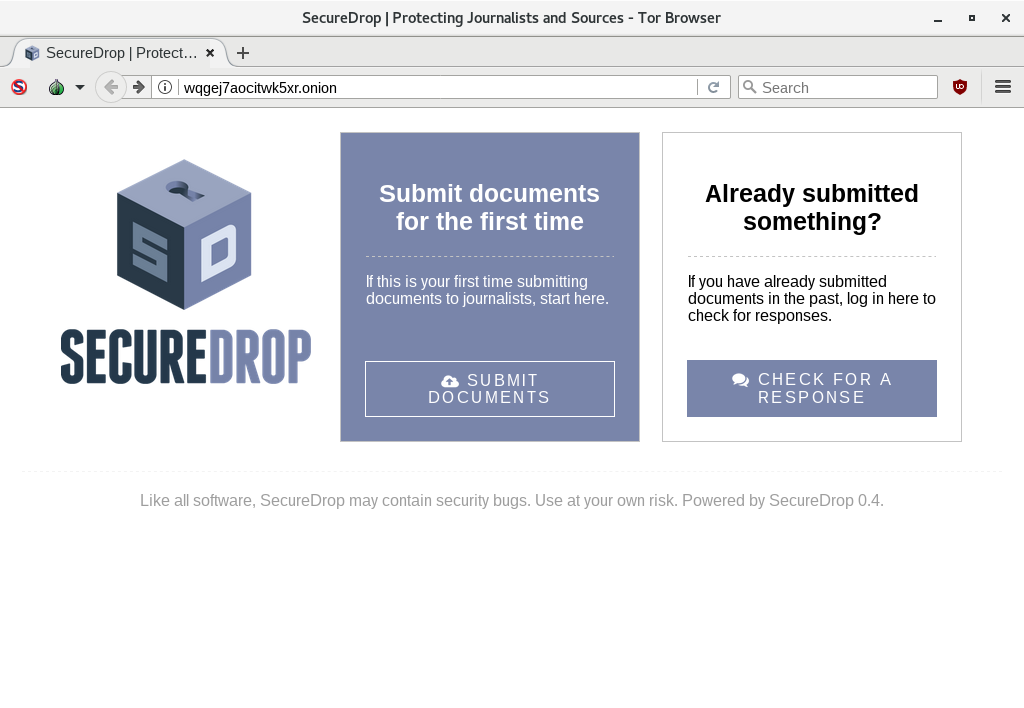 SecureDrop | Protecting Journalists and Sources - Tor Browser
SecureDrop | Protect…
wqgej7aocitwk5xr.onion
Search
S D
SECUREDROP
Submit documents
for the first time
If this is your first time submitting
documents to journalists, start here.
SUBMIT
DOCUMENTS
Already submitted
something?
If you have already submitted
documents in the past, log in here to
check for responses.
CHECK FOR A
RESPONSE
Like all software, SecureDrop may contain security bugs. Use at your own risk. Powered by SecureDrop 0.4.